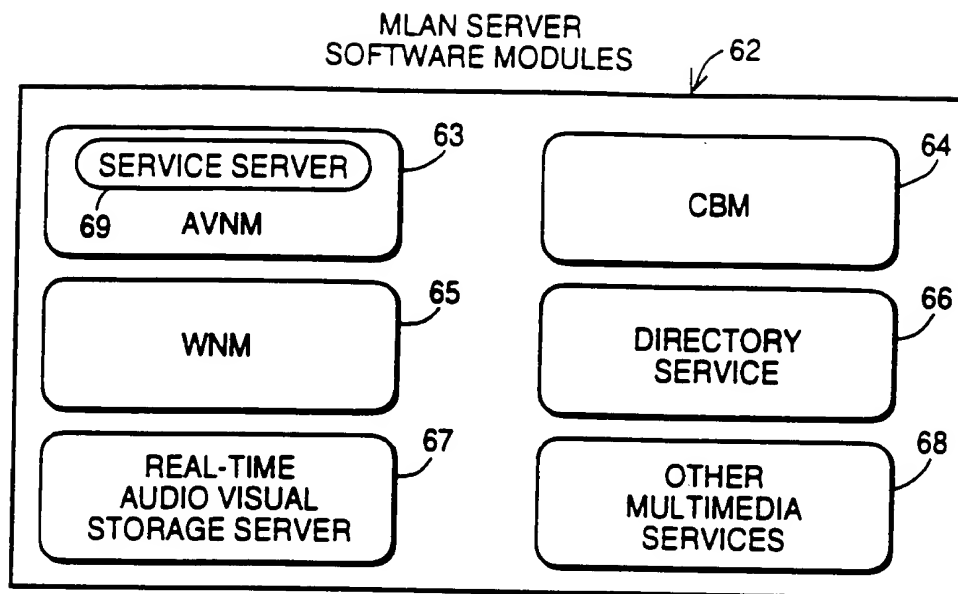 MLAN SERVER
SOFTWARE MODULES
62
SERVICE SERVER
69
AVNM
63
CBM
64
WNM
65
DIRECTORY
SERVICE
66
REAL-TIME
AUDIO VISUAL
STORAGE SERVER
67
OTHER
MULTIMEDIA
SERVICES
68